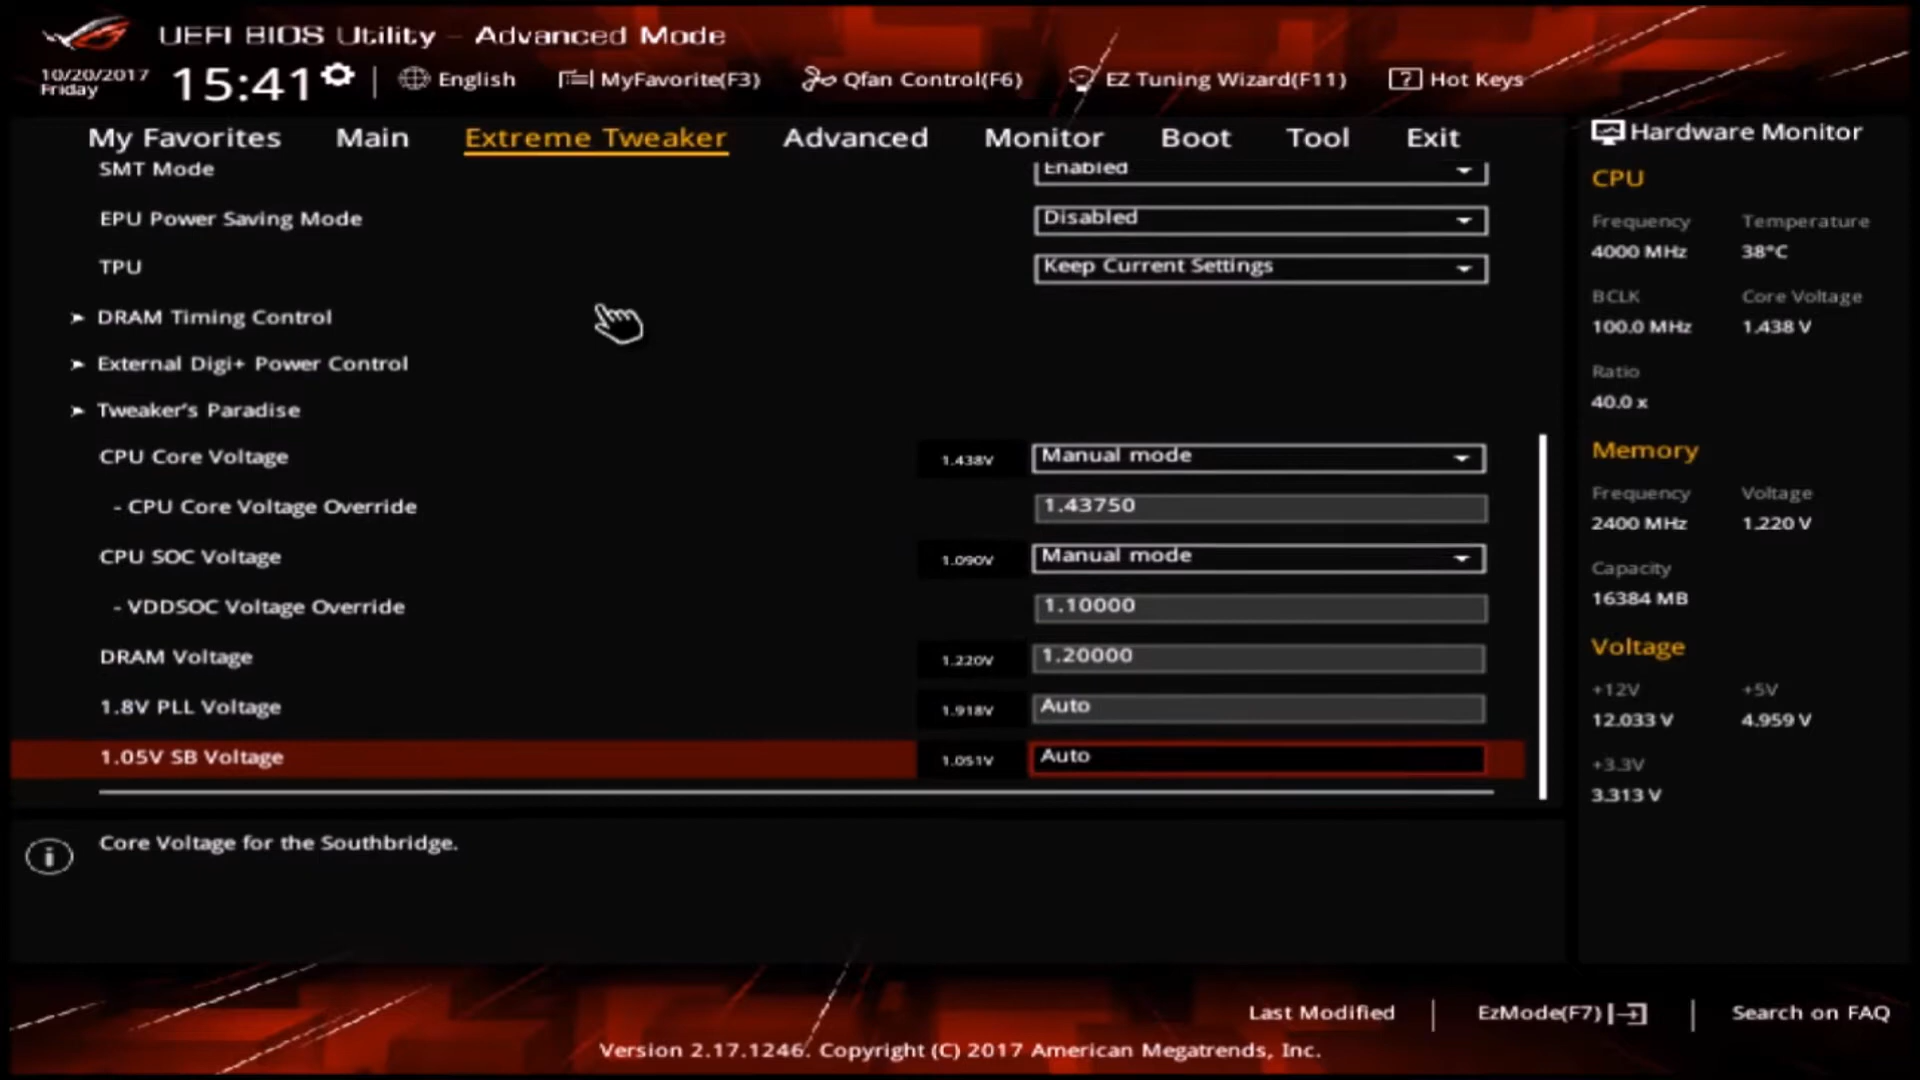 UEFI BIOS Utility – Advanced Mode
10/20/2017
Friday
15:41
English
MyFavorite(F3)
Qfan Control(F6)
EZ Tuning Wizard(F11)
? Hot Keys
My Favorites
Main
Extreme Tweaker
Advanced
Monitor
Boot
Tool
Exit
SMT Mode Enabled
EPU Power Saving Mode Disabled
TPU Keep Current Settings
DRAM Timing Control
External Digi+ Power Control
Tweaker's Paradise
CPU Core Voltage 1.438V Manual mode
- CPU Core Voltage Override 1.43750
CPU SOC Voltage 1.090V Manual mode
- VDDSOC Voltage Override 1.10000
DRAM Voltage 1.220V 1.20000
1.8V PLL Voltage 1.918V Auto
1.05V SB Voltage 1.051V Auto
Core Voltage for the Southbridge.
Hardware Monitor
CPU
Frequency Temperature
4000 MHz 38°C
BCLK Core Voltage
100.0 MHz 1.438 V
Ratio
40.0 x
Memory
Frequency Voltage
2400 MHz 1.220 V
Capacity
16384 MB
Voltage
+12V +5V
12.033 V 4.959 V
+3.3V
3.313 V
Last Modified
EzMode(F7)
Search on FAQ
Version 2.17.1246. Copyright (C) 2017 American Megatrends, Inc.